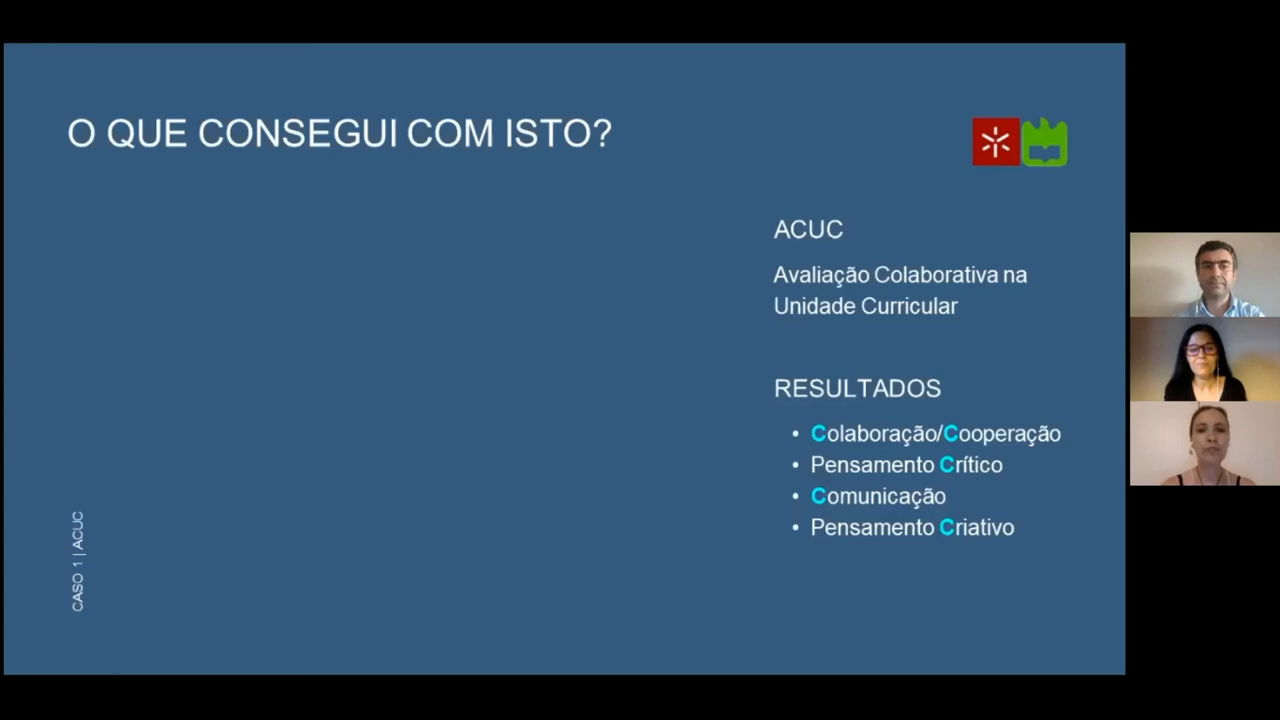 O QUE CONSEGUI COM ISTO?
ACUC
Avaliação Colaborativa na
Unidade Curricular
RESULTADOS
• Colaboração/Cooperação
• Pensamento Crítico
• Comunicação
• Pensamento Criativo
CASO 1 | ACUC